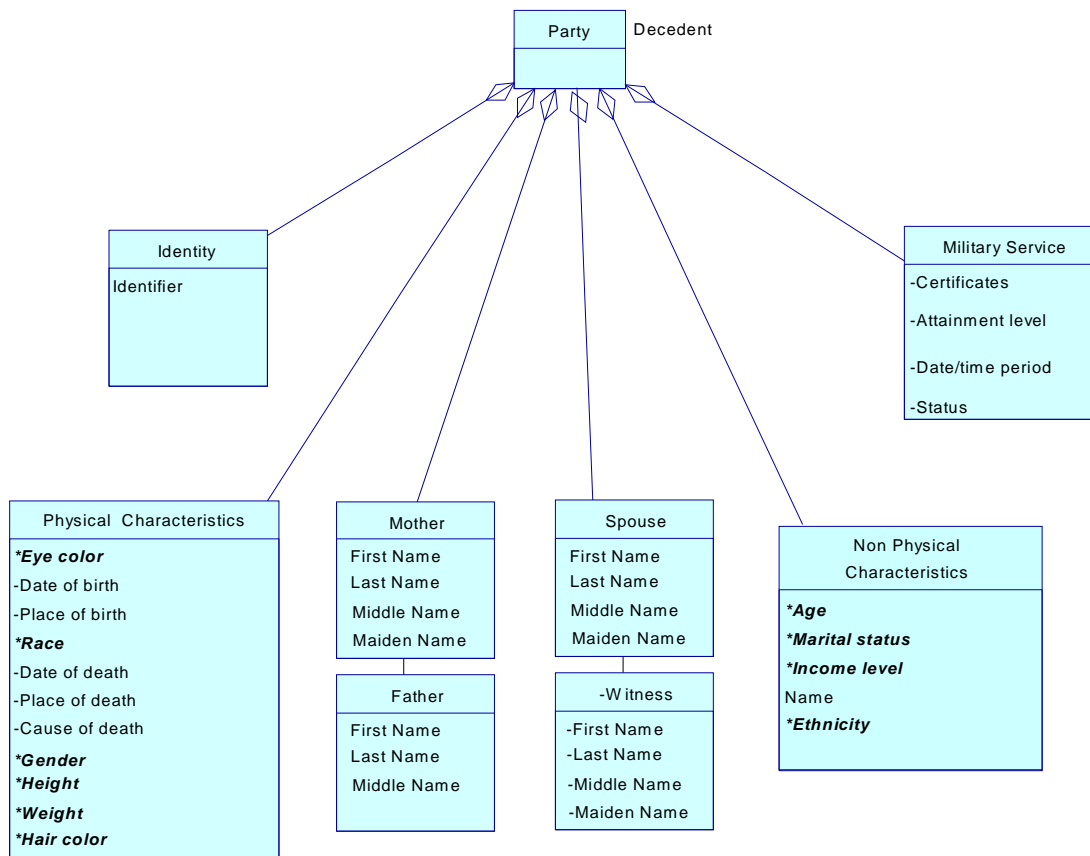 Party
Decedent
Identity
Identifier
Military Service
-Certificates
-Attainment level
-Date/time period
-Status
Physical Characteristics
*Eye color
-Date of birth
-Place of birth
*Race
-Date of death
-Place of death
-Cause of death
*Gender
*Height
*Weight
*Hair color
Mother
First Name
Last Name
Middle Name
Maiden Name
Father
First Name
Last Name
Middle Name
Spouse
First Name
Last Name
Middle Name
Maiden Name
-Witness
-First Name
-Last Name
-Middle Name
-Maiden Name
Non Physical
Characteristics
*Age
*Marital status
*Income level
Name
*Ethnicity